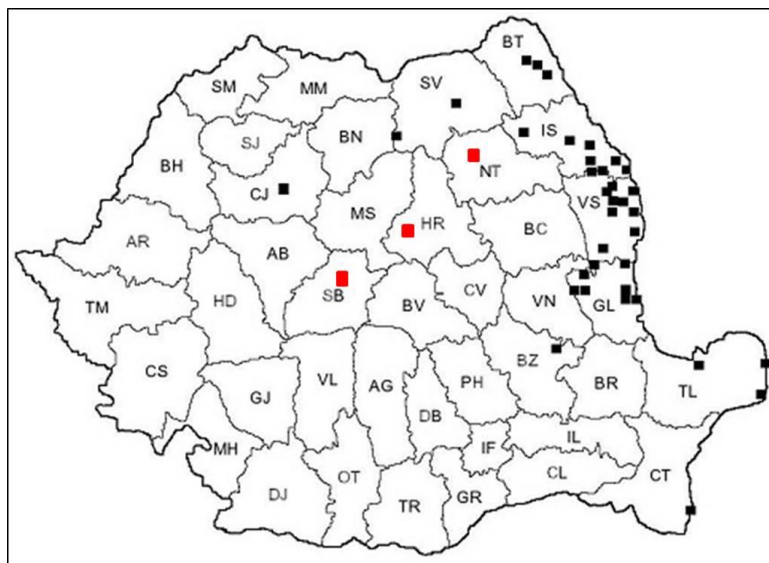 BT
SM
MM
SV
IS
SJ
BN
BH
NT
CJ
MS
VS
HR
BC
AR
AB
SB
CV
TM
HD
BV
VN
GL
CS
VL
BZ
GJ
AG
PH
BR
TL
DB
MH
IF
IL
OT
CL
CT
DJ
TR
GR